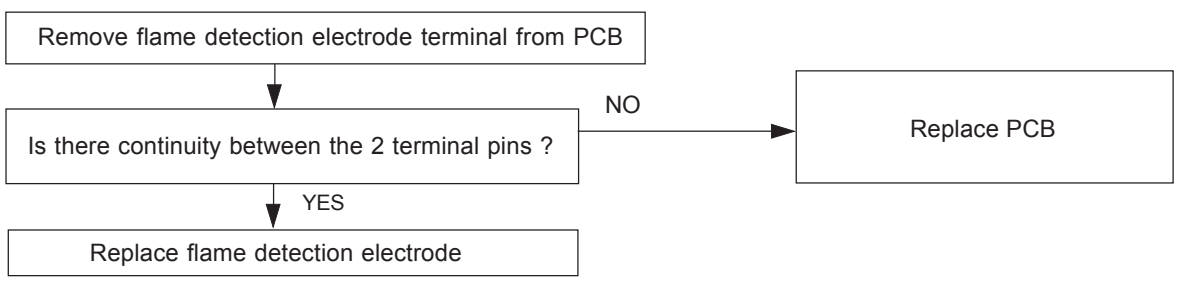 Remove flame detection electrode terminal from PCB
NO
Is there continuity between the 2 terminal pins ?
Replace PCB
YES
Replace flame detection electrode